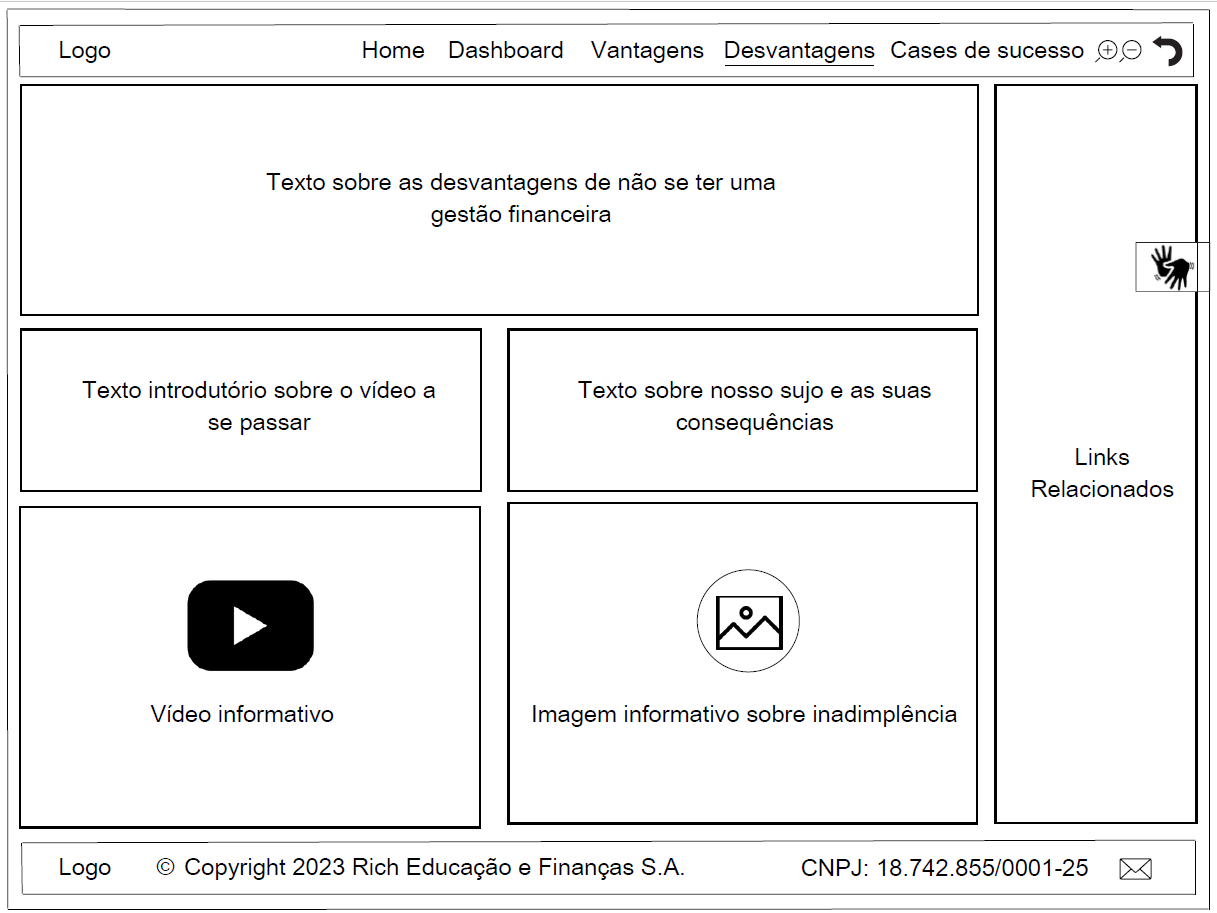 Logo
Home Dashboard Vantagens Desvantagens Cases de sucesso
Texto sobre as desvantagens de não se ter uma
gestão financeira
Texto introdutório sobre o vídeo a
se passar
Texto sobre nosso sujo e as suas
consequências
Vídeo informativo
Imagem informativo sobre inadimplência
Links
Relacionados
Logo © Copyright 2023 Rich Educação e Finanças S.A. CNPJ: 18.742.855/0001-25